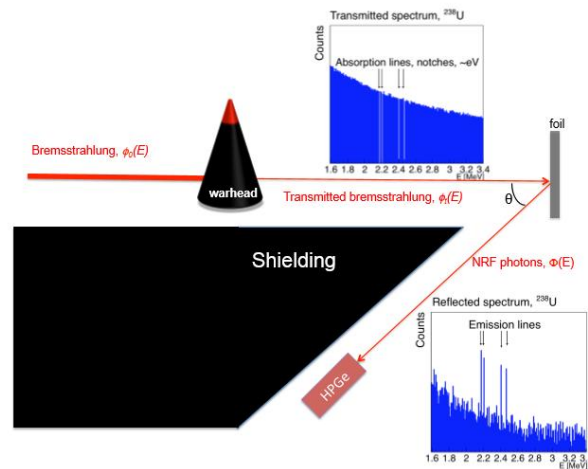 Transmitted spectrum, ²³⁸U
Counts
Absorption lines, notches, ~eV
1.6 1.8 2 2.2 2.4 2.6 2.8 3 3.2 3.4
E [MeV]
foil
Bremsstrahlung, ϕ₀(E)
warhead
Transmitted bremsstrahlung, ϕₜ(E)
θ
Shielding
NRF photons, Φ(E)
Reflected spectrum, ²³⁸U
Counts
Emission lines
HPGe
1.6 1.8 2 2.2 2.4 2.6 2.8 3 3.2 3.
E [MeV]